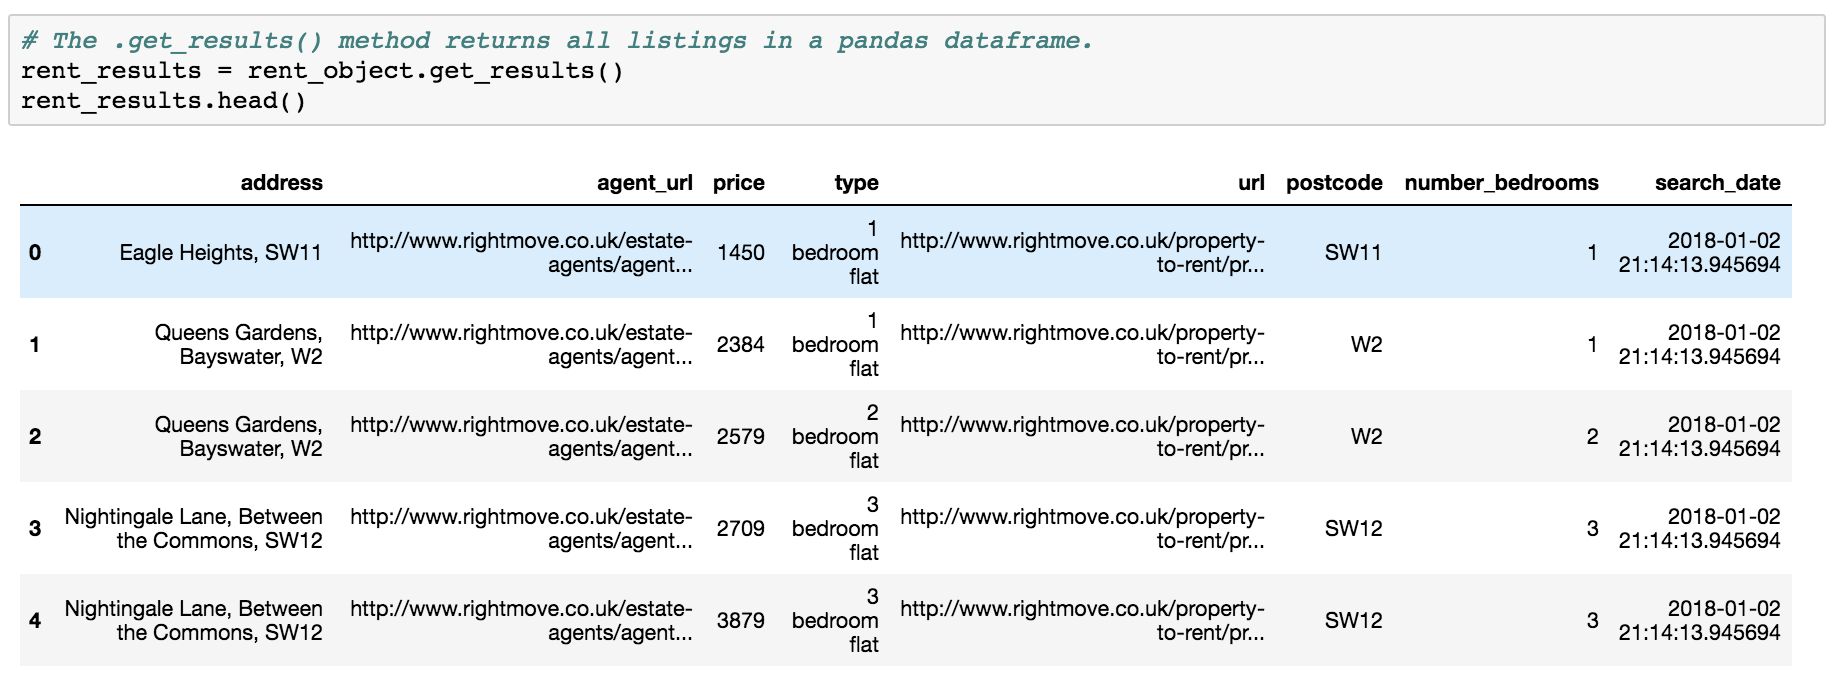 # The .get_results() method returns all listings in a pandas dataframe.
rent_results = rent_object.get_results()
rent_results.head()
address agent_url price type url postcode number_bedrooms search_date
0 Eagle Heights, SW11 http://www.rightmove.co.uk/estate-agents/agent... 1450 1 bedroom flat http://www.rightmove.co.uk/property-to-rent/pr... SW11 1 2018-01-02 21:14:13.945694
1 Queens Gardens, Bayswater, W2 http://www.rightmove.co.uk/estate-agents/agent... 2384 1 bedroom flat http://www.rightmove.co.uk/property-to-rent/pr... W2 1 2018-01-02 21:14:13.945694
2 Queens Gardens, Bayswater, W2 http://www.rightmove.co.uk/estate-agents/agent... 2579 2 bedroom flat http://www.rightmove.co.uk/property-to-rent/pr... W2 2 2018-01-02 21:14:13.945694
3 Nightingale Lane, Between the Commons, SW12 http://www.rightmove.co.uk/estate-agents/agent... 2709 3 bedroom flat http://www.rightmove.co.uk/property-to-rent/pr... SW12 3 2018-01-02 21:14:13.945694
4 Nightingale Lane, Between the Commons, SW12 http://www.rightmove.co.uk/estate-agents/agent... 3879 3 bedroom flat http://www.rightmove.co.uk/property-to-rent/pr... SW12 3 2018-01-02 21:14:13.945694